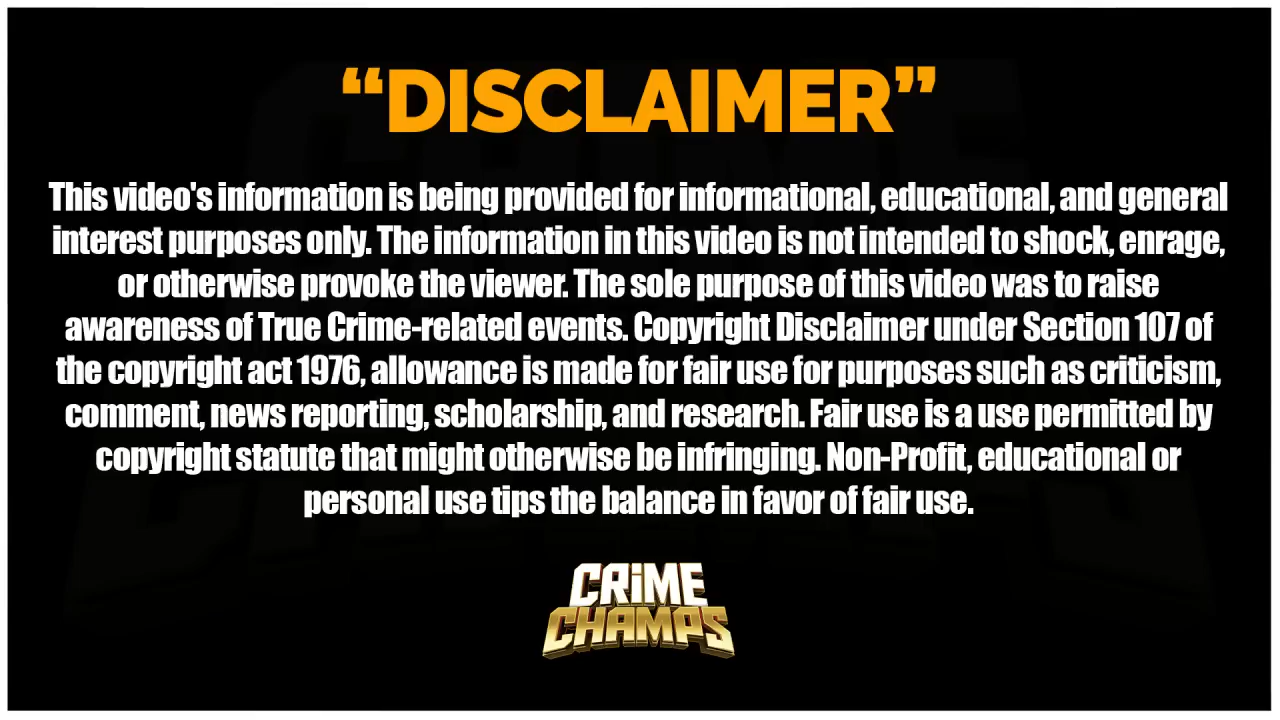 “DISCLAIMER”
This video's information is being provided for informational, educational, and general
interest purposes only. The information in this video is not intended to shock, enrage,
or otherwise provoke the viewer. The sole purpose of this video was to raise
awareness of True Crime-related events. Copyright Disclaimer under Section 107 of
the copyright act 1976, allowance is made for fair use for purposes such as criticism,
comment, news reporting, scholarship, and research. Fair use is a use permitted by
copyright statute that might otherwise be infringing. Non-Profit, educational or
personal use tips the balance in favor of fair use.
CRiME
CHAMPS